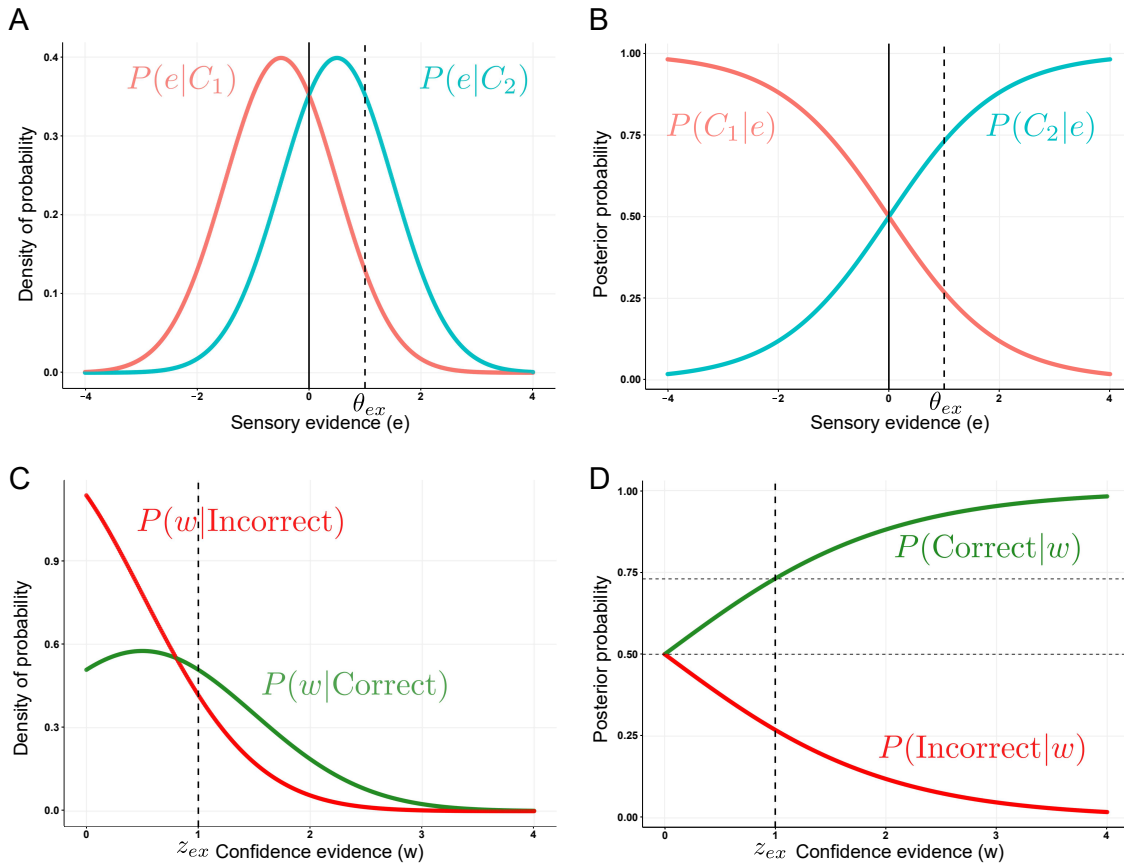 A
P(e|C₁)
P(e|C₂)
Density of probability
0.4
0.3
0.2
0.1
0.0
−4
−2
0
2
4
θₑₓ
Sensory evidence (e)
B
P(C₁|e)
P(C₂|e)
Posterior probability
1.00
0.75
0.50
0.25
0.00
−4
−2
0
2
4
θₑₓ
Sensory evidence (e)
C
P(w|Incorrect)
P(w|Correct)
Density of probability
0.9
0.6
0.3
0.0
0
1
2
3
4
zₑₓ Confidence evidence (w)
D
P(Correct|w)
P(Incorrect|w)
Posterior probability
1.00
0.75
0.50
0.25
0.00
0
1
2
3
4
zₑₓ Confidence evidence (w)